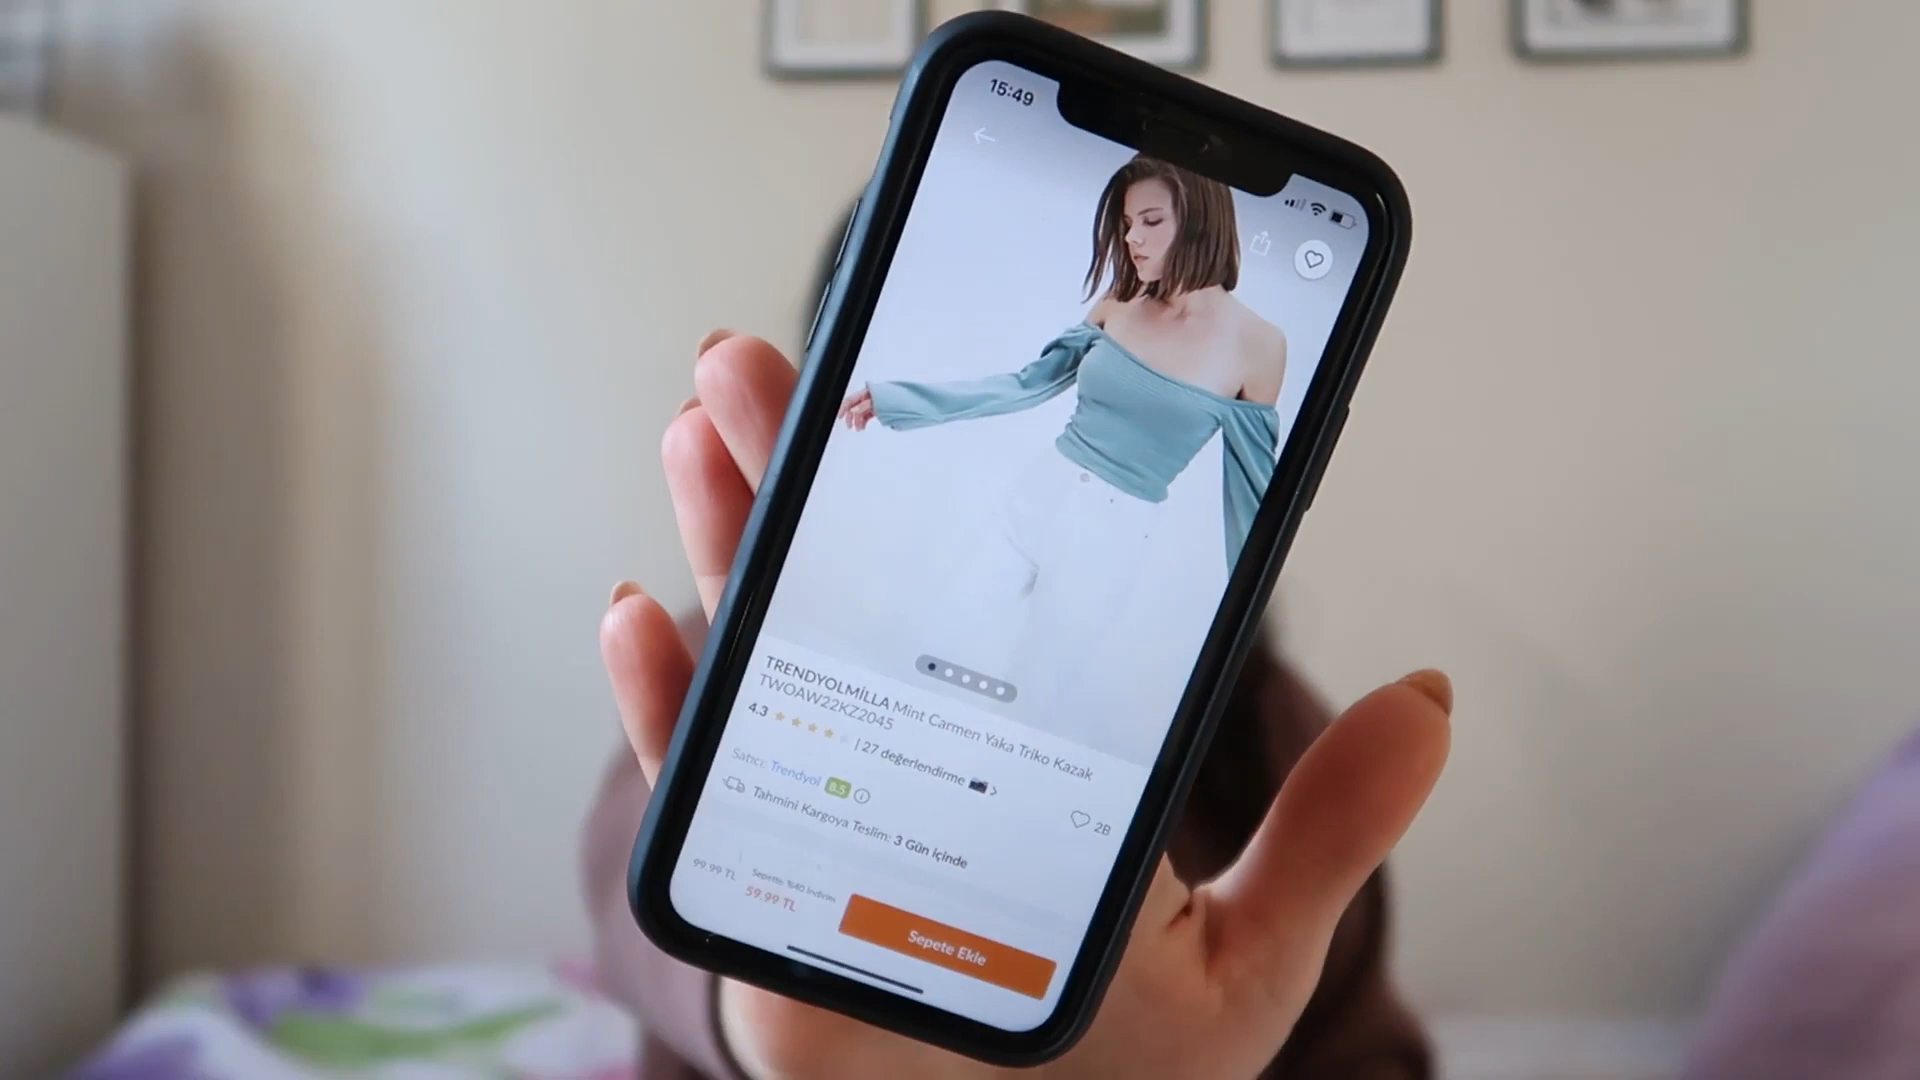 15:49
TRENDYOLMİLLA Mint Carmen Yaka Triko Kazak
TWOAW22KZ2045
4.3 | 27 değerlendirme
Satıcı: Trendyol 8.5
2B
Tahmini Kargoya Teslim: 3 Gün içinde
99.99 TL
Sepette %40 İndirim
59.99 TL
Sepete Ekle